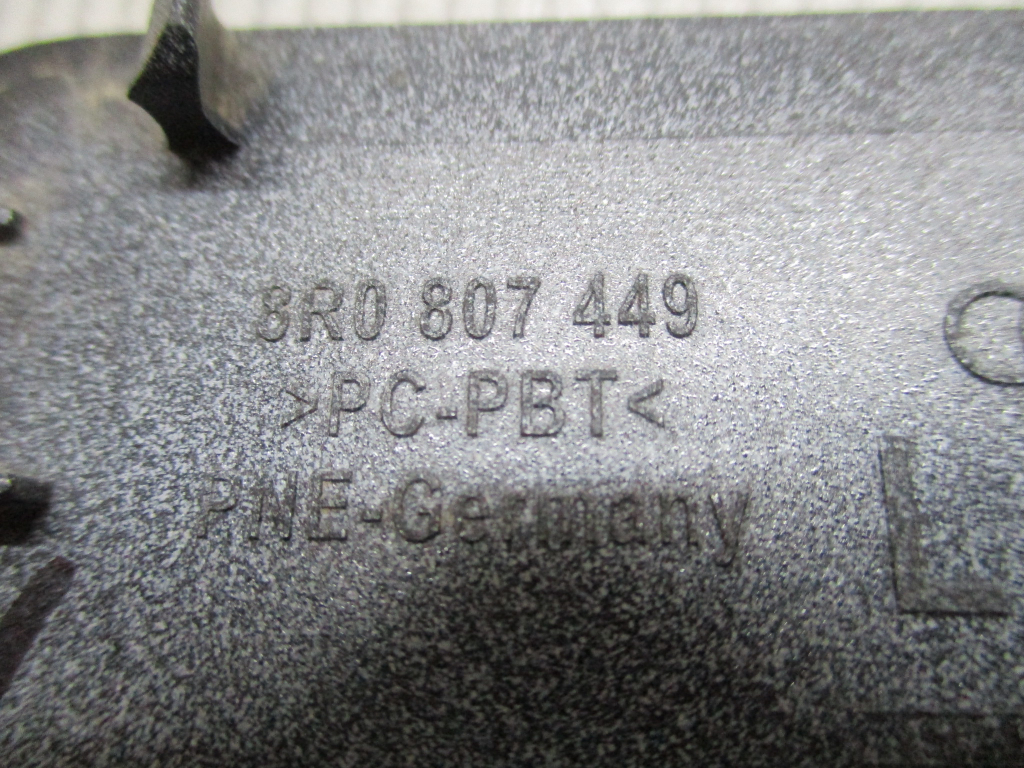 8R0 807 449
>PC-PBT<
PNE-Germany
L